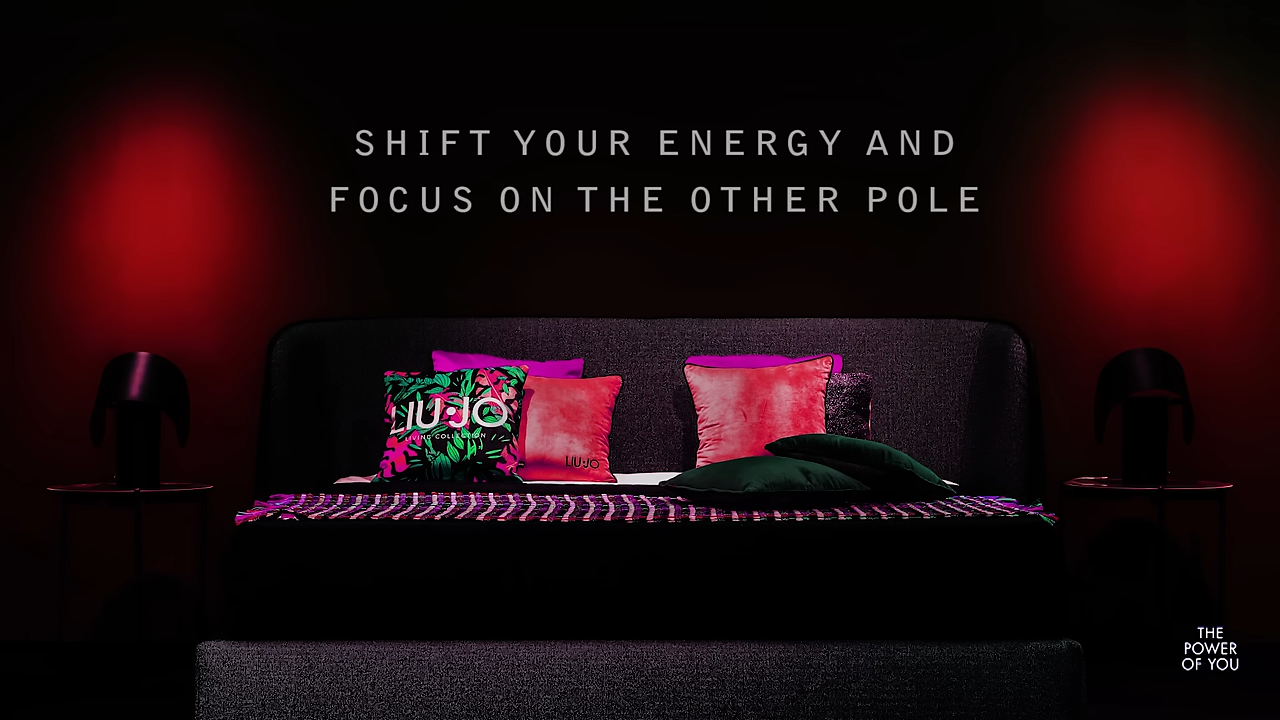 SHIFT YOUR ENERGY AND
FOCUS ON THE OTHER POLE
LIU·JO
LIVING COLLECTION
LIU·JO
THE
POWER
OF YOU